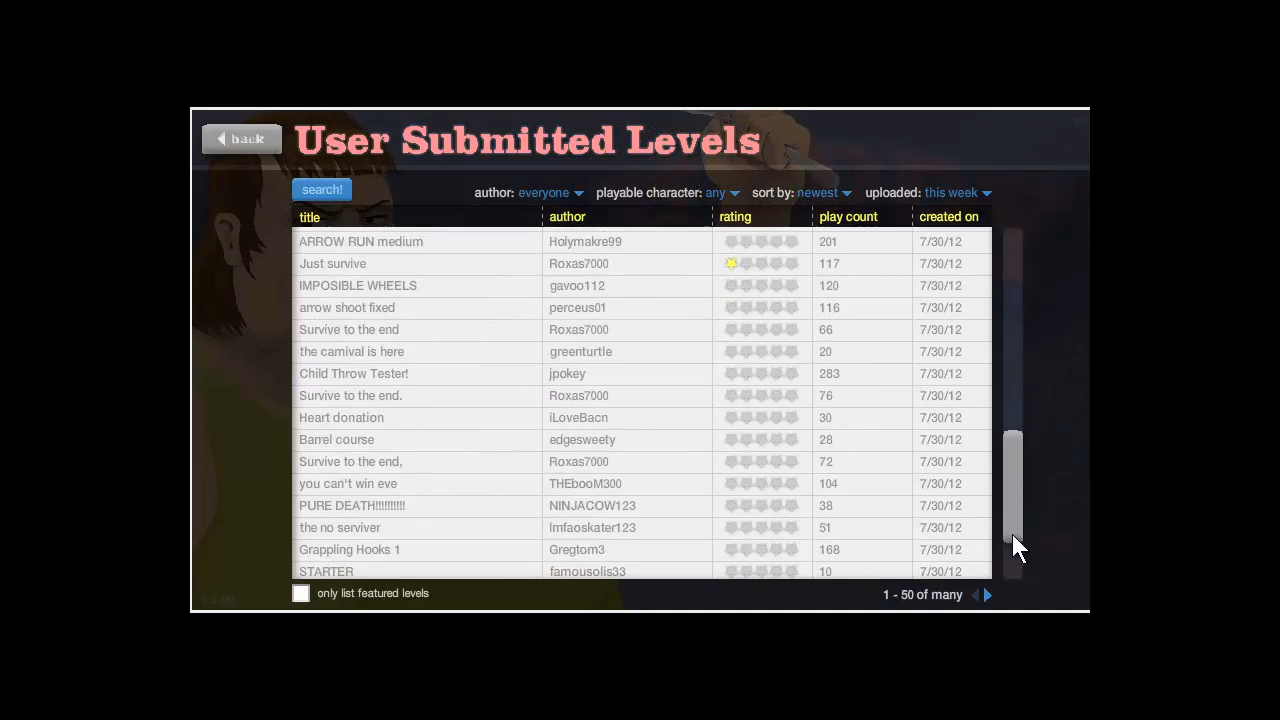 back
User Submitted Levels
search! author: everyone playable character: any sort by: newest uploaded: this week
title author rating play count created on
ARROW RUN medium Holymakre99 201 7/30/12
Just survive Roxas7000 117 7/30/12
IMPOSIBLE WHEELS gavoo112 120 7/30/12
arrow shoot fixed perceus01 116 7/30/12
Survive to the end Roxas7000 66 7/30/12
the carnival is here greenturtle 20 7/30/12
Child Throw Tester! jpokey 283 7/30/12
Survive to the end. Roxas7000 76 7/30/12
Heart donation iLoveBacn 30 7/30/12
Barrel course edgesweety 28 7/30/12
Survive to the end, Roxas7000 72 7/30/12
you can't win eve THEbooM300 104 7/30/12
PURE DEATH!!!!!!!!!! NINJACOW123 38 7/30/12
the no serviver lmfaoskater123 51 7/30/12
Grappling Hooks 1 Gregtom3 168 7/30/12
STARTER famousolis33 10 7/30/12
only list featured levels 1 - 50 of many